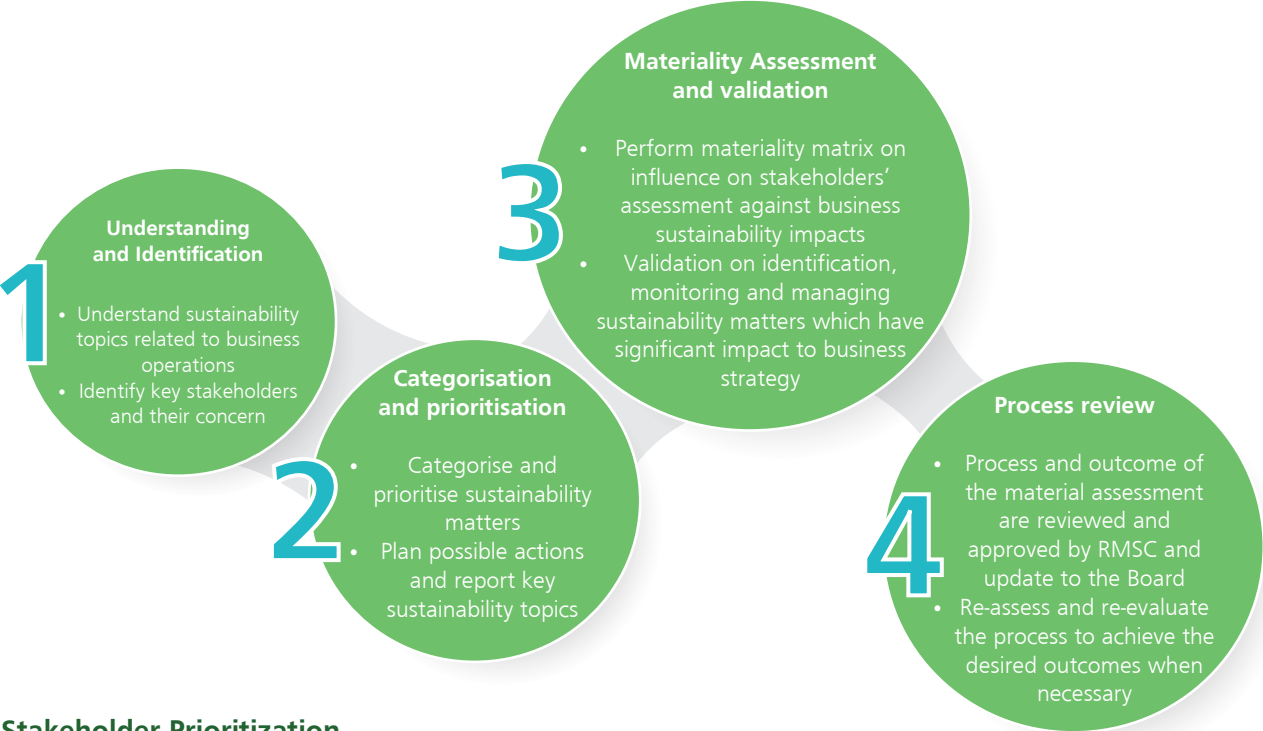 1
Understanding
and Identification
• Understand sustainability
topics related to business
operations
• Identify key stakeholders
and their concern
2
Categorisation
and prioritisation
• Categorise and
prioritise sustainability
matters
• Plan possible actions
and report key
sustainability topics
3
Materiality Assessment
and validation
• Perform materiality matrix on
influence on stakeholders’
assessment against business
sustainability impacts
• Validation on identification,
monitoring and managing
sustainability matters which have
significant impact to business
strategy
4
Process review
• Process and outcome of
the material assessment
are reviewed and
approved by RMSC and
update to the Board
• Re-assess and re-evaluate
the process to achieve the
desired outcomes when
necessary
Stakeholder Prioritization